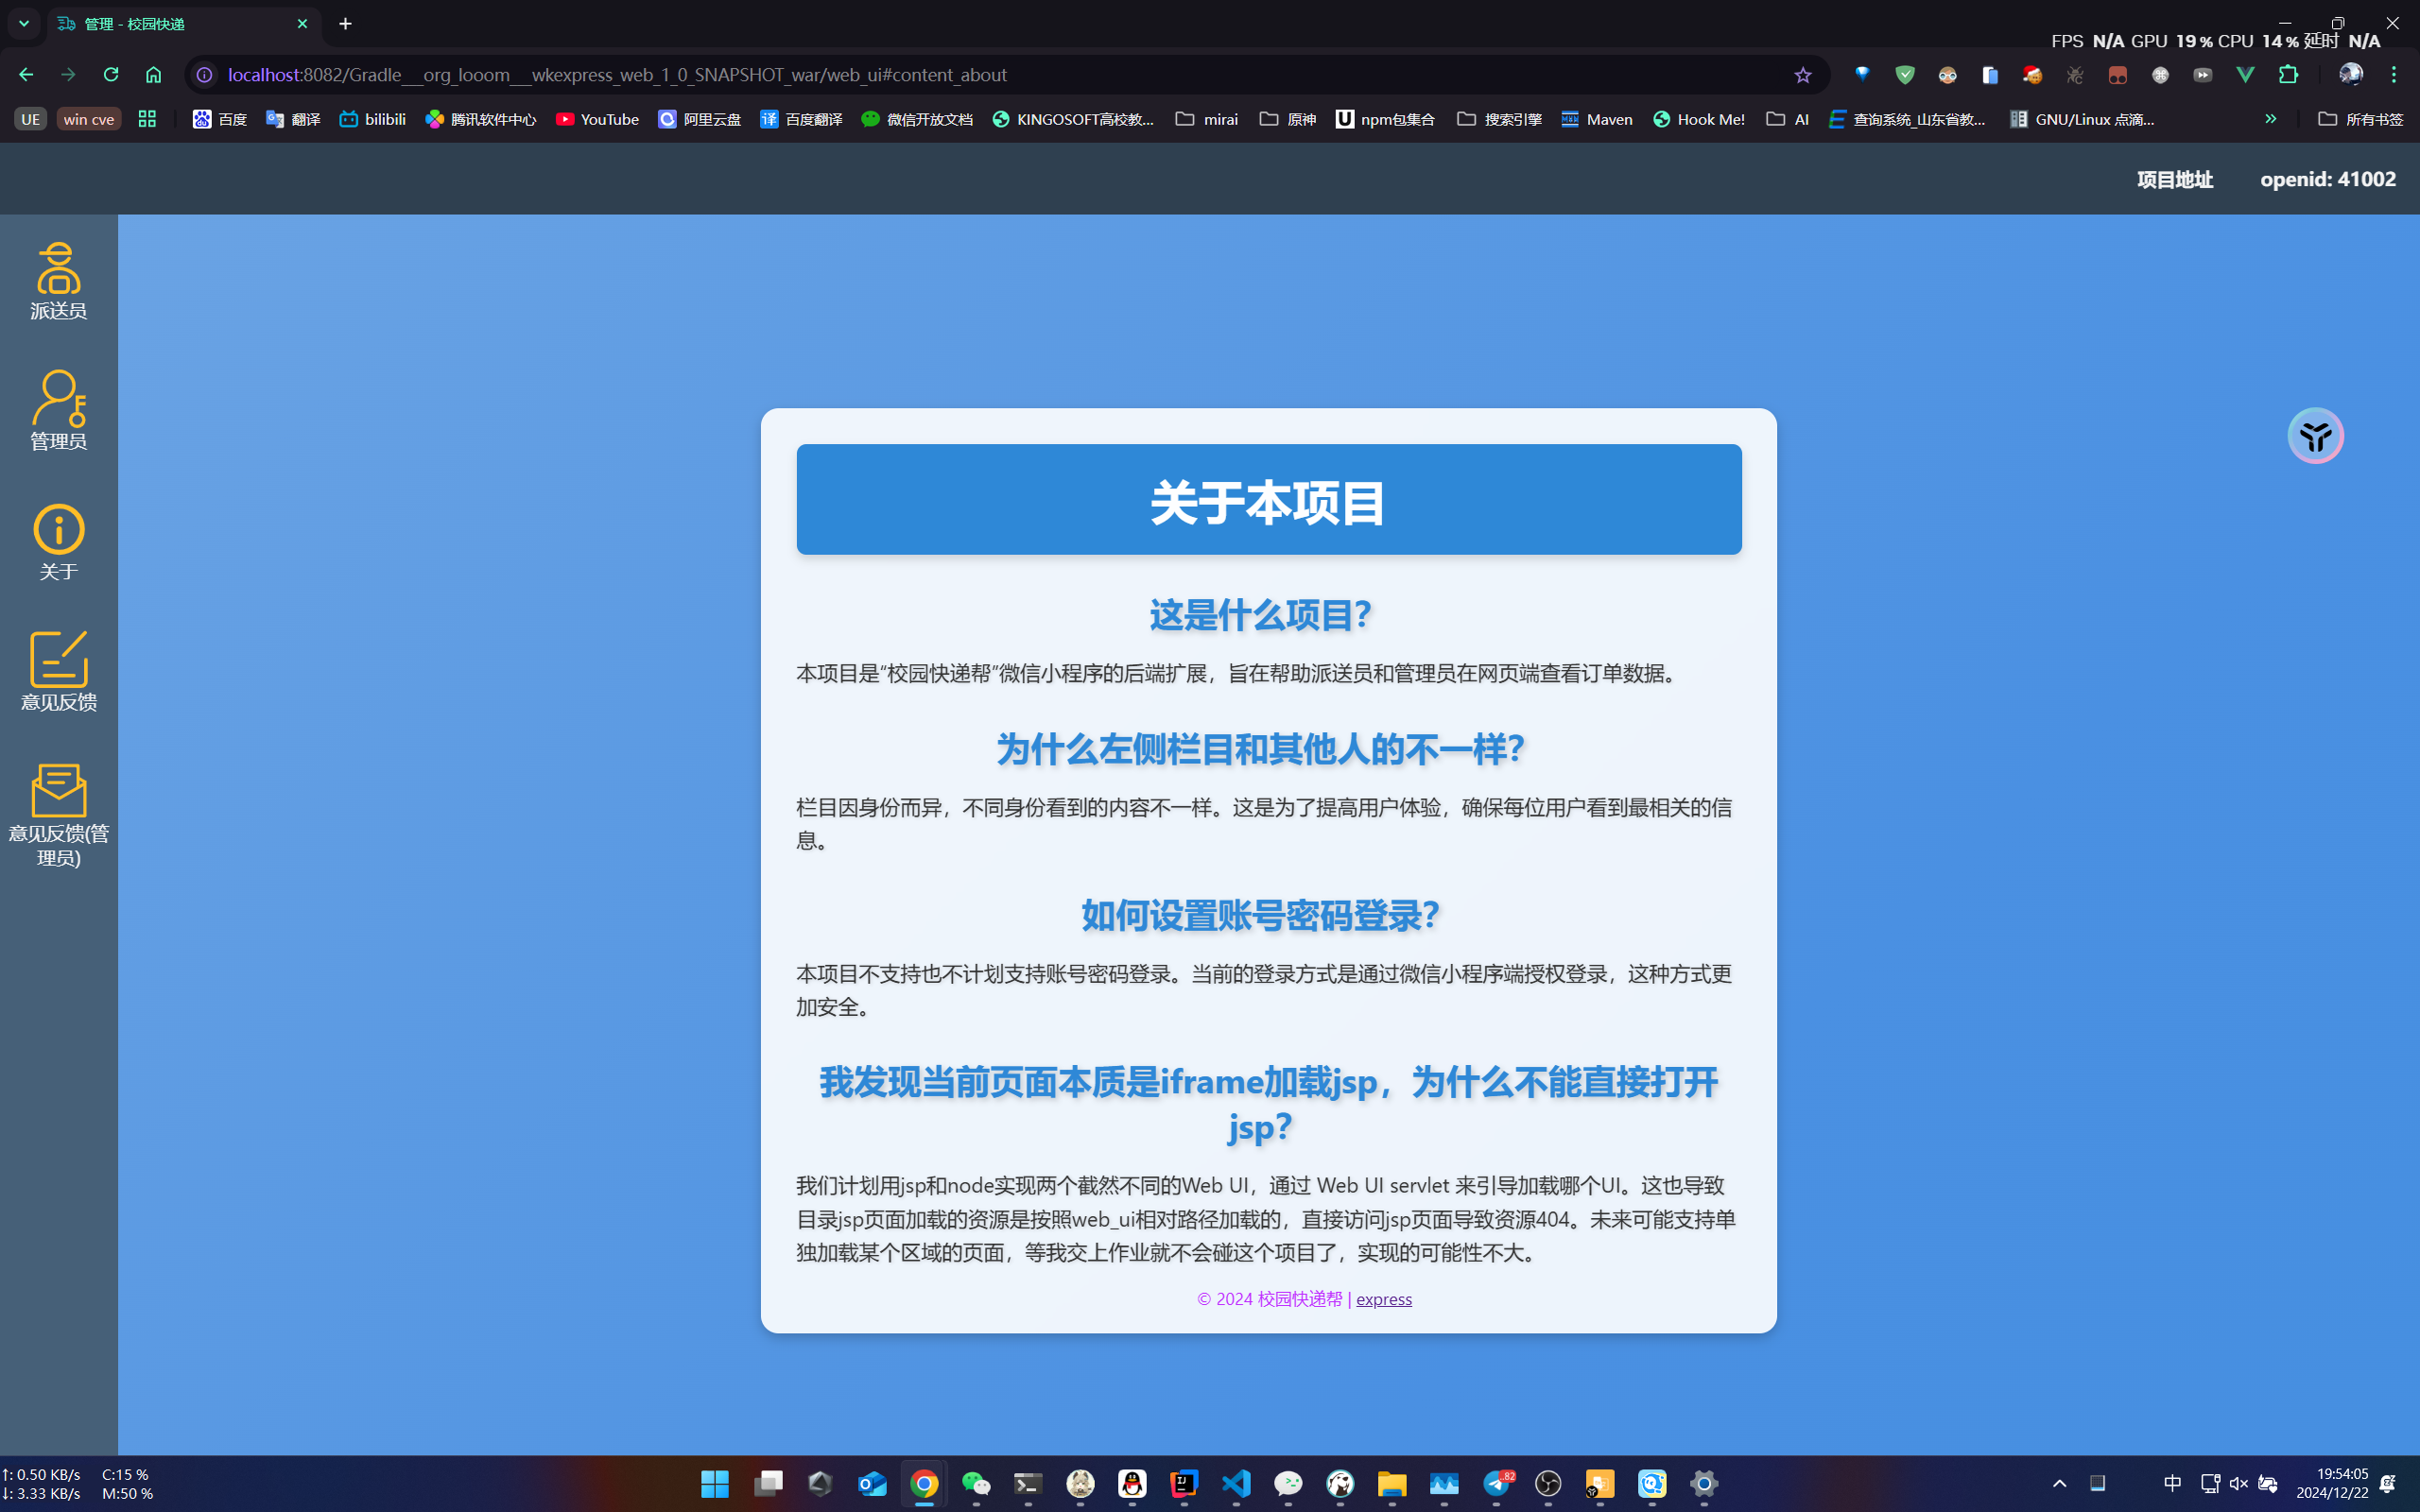 管理 - 校园快递
FPS N/A GPU 19 % CPU 14 % 延时 N/A
localhost:8082/Gradle___org_looom___wkexpress_web_1_0_SNAPSHOT_war/web_ui#content_about
UE win cve 百度 翻译 bilibili 腾讯软件中心 YouTube 阿里云盘 百度翻译 微信开放文档 KINGOSOFT高校教... mirai 原神 npm包集合 搜索引擎 Maven Hook Me! AI 查询系统_山东省教... GNU/Linux 点滴... » 所有书签
项目地址 openid: 41002
派送员
管理员
关于
意见反馈
意见反馈(管
理员)
关于本项目
这是什么项目？
本项目是“校园快递帮”微信小程序的后端扩展，旨在帮助派送员和管理员在网页端查看订单数据。
为什么左侧栏目和其他人的不一样？
栏目因身份而异，不同身份看到的内容不一样。这是为了提高用户体验，确保每位用户看到最相关的信
息。
如何设置账号密码登录？
本项目不支持也不计划支持账号密码登录。当前的登录方式是通过微信小程序端授权登录，这种方式更
加安全。
我发现当前页面本质是iframe加载jsp，为什么不能直接打开
jsp？
我们计划用jsp和node实现两个截然不同的Web UI，通过 Web UI servlet 来引导加载哪个UI。这也导致
目录jsp页面加载的资源是按照web_ui相对路径加载的，直接访问jsp页面导致资源404。未来可能支持单
独加载某个区域的页面，等我交上作业就不会碰这个项目了，实现的可能性不大。
© 2024 校园快递帮 | express
↑: 0.50 KB/s C:15 %
↓: 3.33 KB/s M:50 %
82
中
19:54:05
2024/12/22